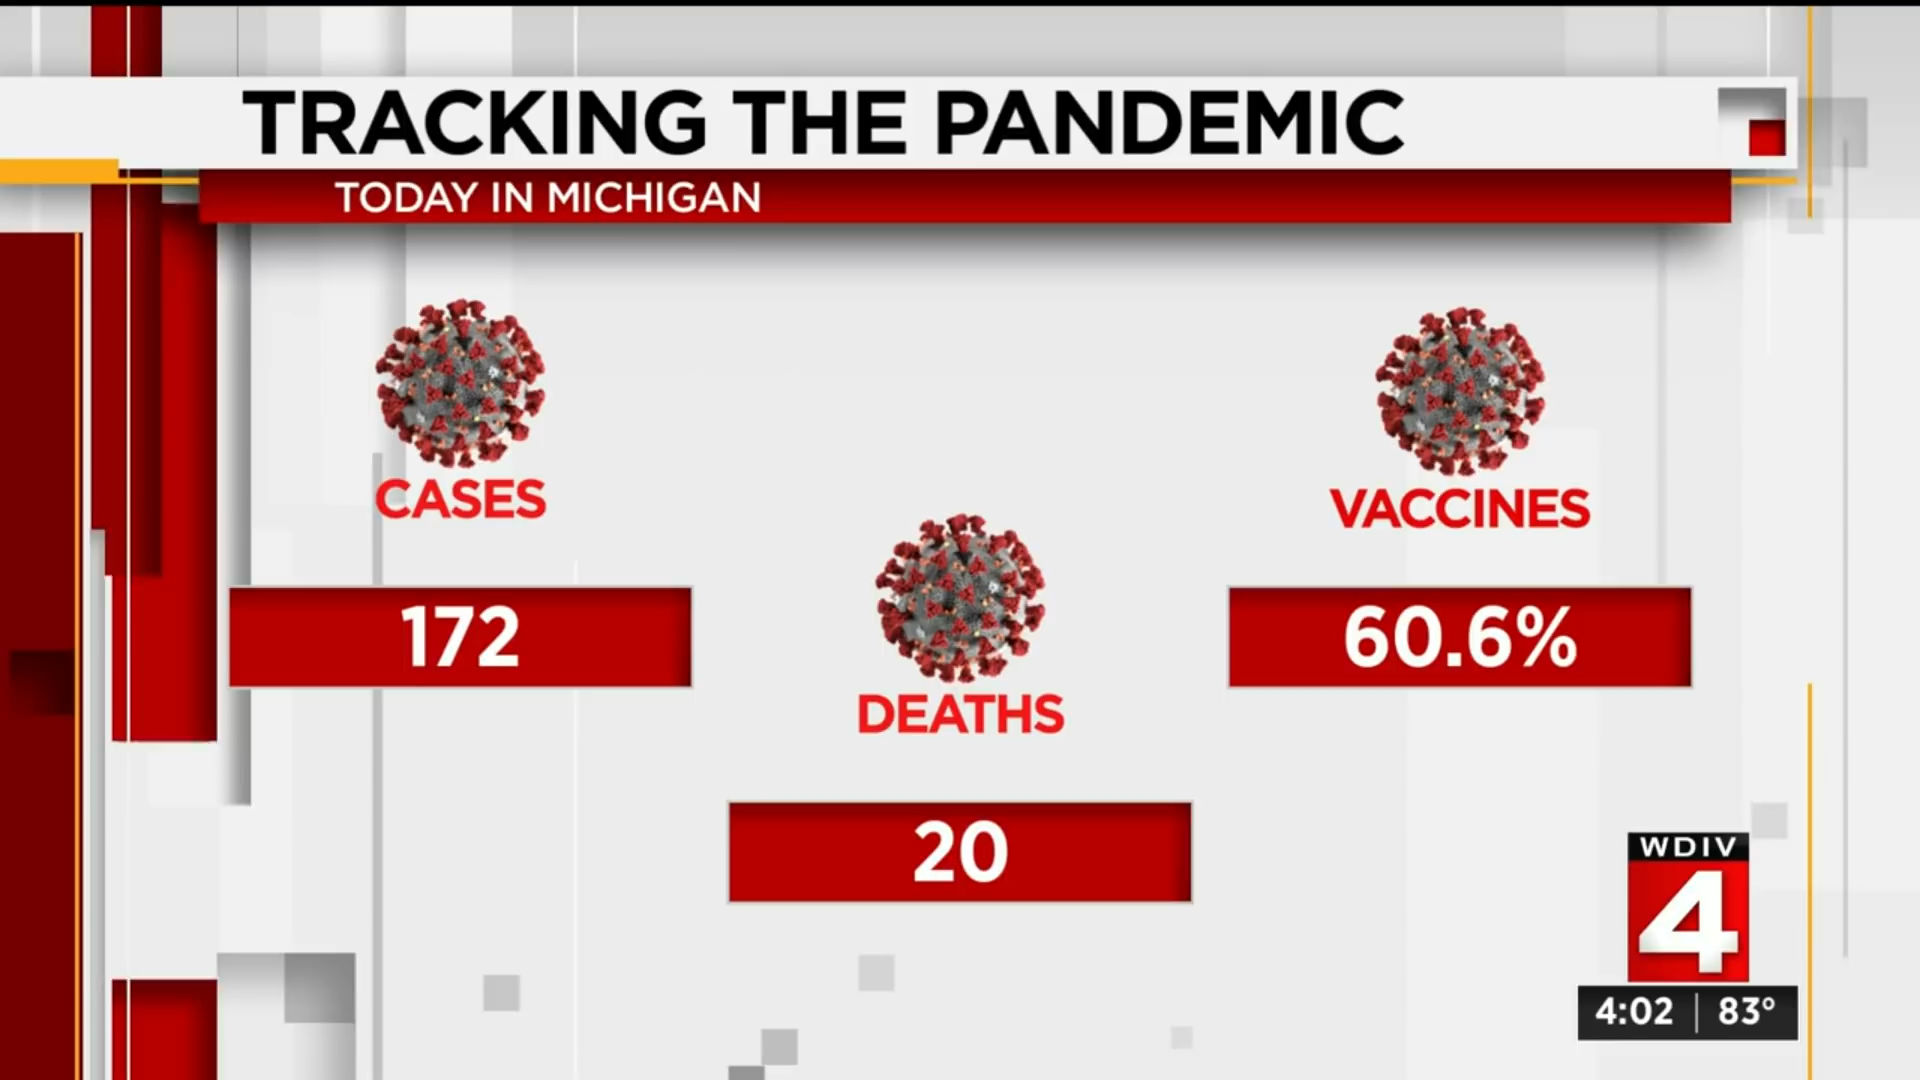 TRACKING THE PANDEMIC
TODAY IN MICHIGAN
CASES
172
DEATHS
20
VACCINES
60.6%
WDIV
4
4:02 83°